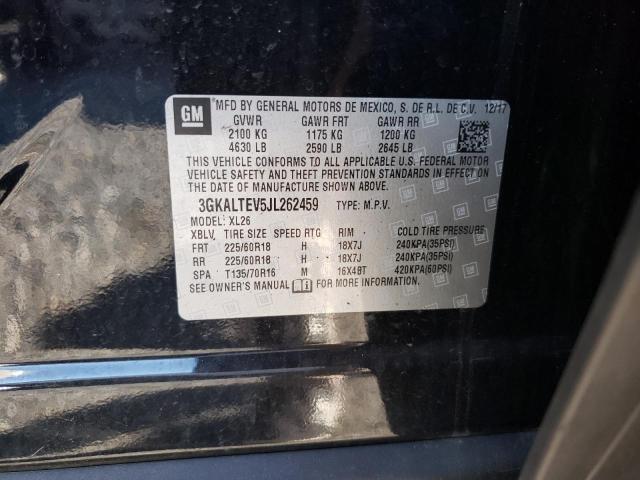 GM MFD BY GENERAL MOTORS DE MEXICO, S. DE R.L. DE C.V. 12/17
GVWR GAWR FRT GAWR RR
2100 KG 1175 KG 1200 KG
4630 LB 2590 LB 2645 LB
THIS VEHICLE CONFORMS TO ALL APPLICABLE U.S. FEDERAL MOTOR
VEHICLE SAFETY AND THEFT PREVENTION STANDARDS IN EFFECT ON
THE DATE OF MANUFACTURE SHOWN ABOVE.
3GKALTEV5JL262459 TYPE: M.P.V.
MODEL: XL26
XBLV TIRE SIZE SPEED RTG RIM COLD TIRE PRESSURE
FRT 225/60R18 H 18X7J 240KPA(35PSI)
RR 225/60R18 H 18X7J 240KPA(35PSI)
SPA T135/70R16 M 16X4BT 420KPA(60PSI)
SEE OWNER'S MANUAL FOR MORE INFORMATION.